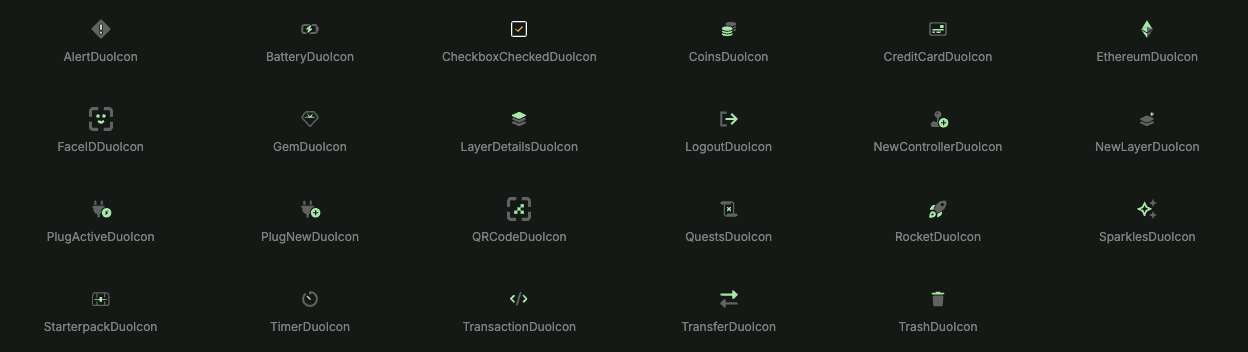 AlertDuoIcon BatteryDuoIcon CheckboxCheckedDuoIcon CoinsDuoIcon CreditCardDuoIcon EthereumDuoIcon
FaceIDDuoIcon GemDuoIcon LayerDetailsDuoIcon LogoutDuoIcon NewControllerDuoIcon NewLayerDuoIcon
PlugActiveDuoIcon PlugNewDuoIcon QRCodeDuoIcon QuestsDuoIcon RocketDuoIcon SparklesDuoIcon
StarterpackDuoIcon TimerDuoIcon TransactionDuoIcon TransferDuoIcon TrashDuoIcon